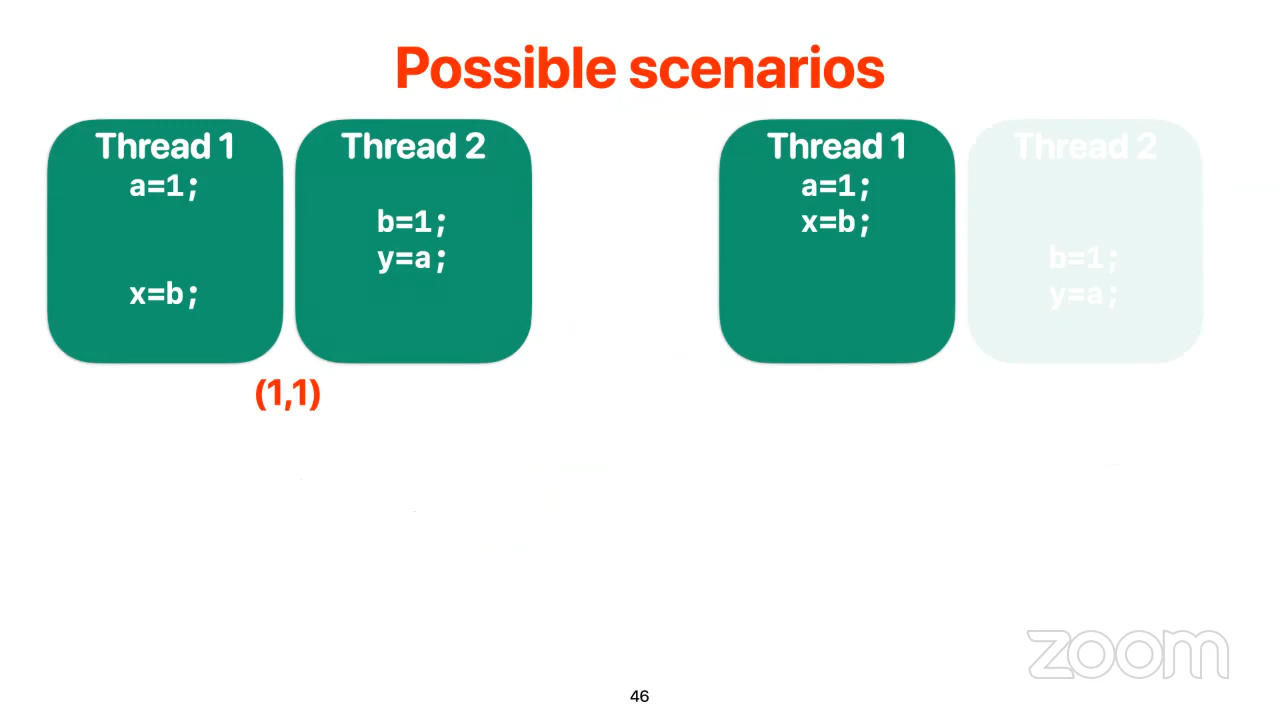 Possible scenarios
Thread 1
a=1;
x=b;
Thread 2
b=1;
y=a;
(1,1)
Thread 1
a=1;
x=b;
Thread 2
b=1;
y=a;
zoom
46